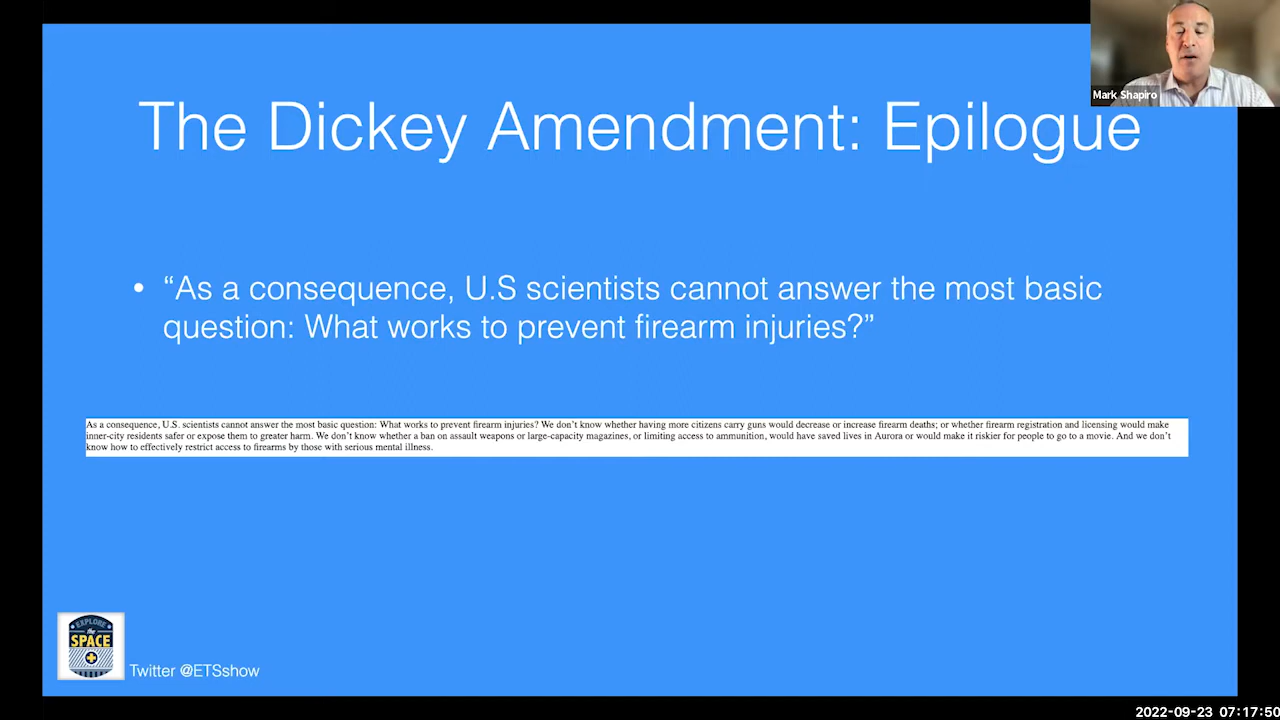 Mark Shapiro
The Dickey Amendment: Epilogue
• “As a consequence, U.S scientists cannot answer the most basic
question: What works to prevent firearm injuries?”
As a consequence, U.S. scientists cannot answer the most basic question: What works to prevent firearm injuries? We don’t know whether having more citizens carry guns would decrease or increase firearm deaths; or whether firearm registration and licensing would make
inner-city residents safer or expose them to greater harm. We don’t know whether a ban on assault weapons or large-capacity magazines, or limiting access to ammunition, would have saved lives in Aurora or would make it riskier for people to go to a movie. And we don’t
know how to effectively restrict access to firearms by those with serious mental illness.
EXPLORE
the
SPACE
Twitter @ETSshow
2022-09-23 07:17:50